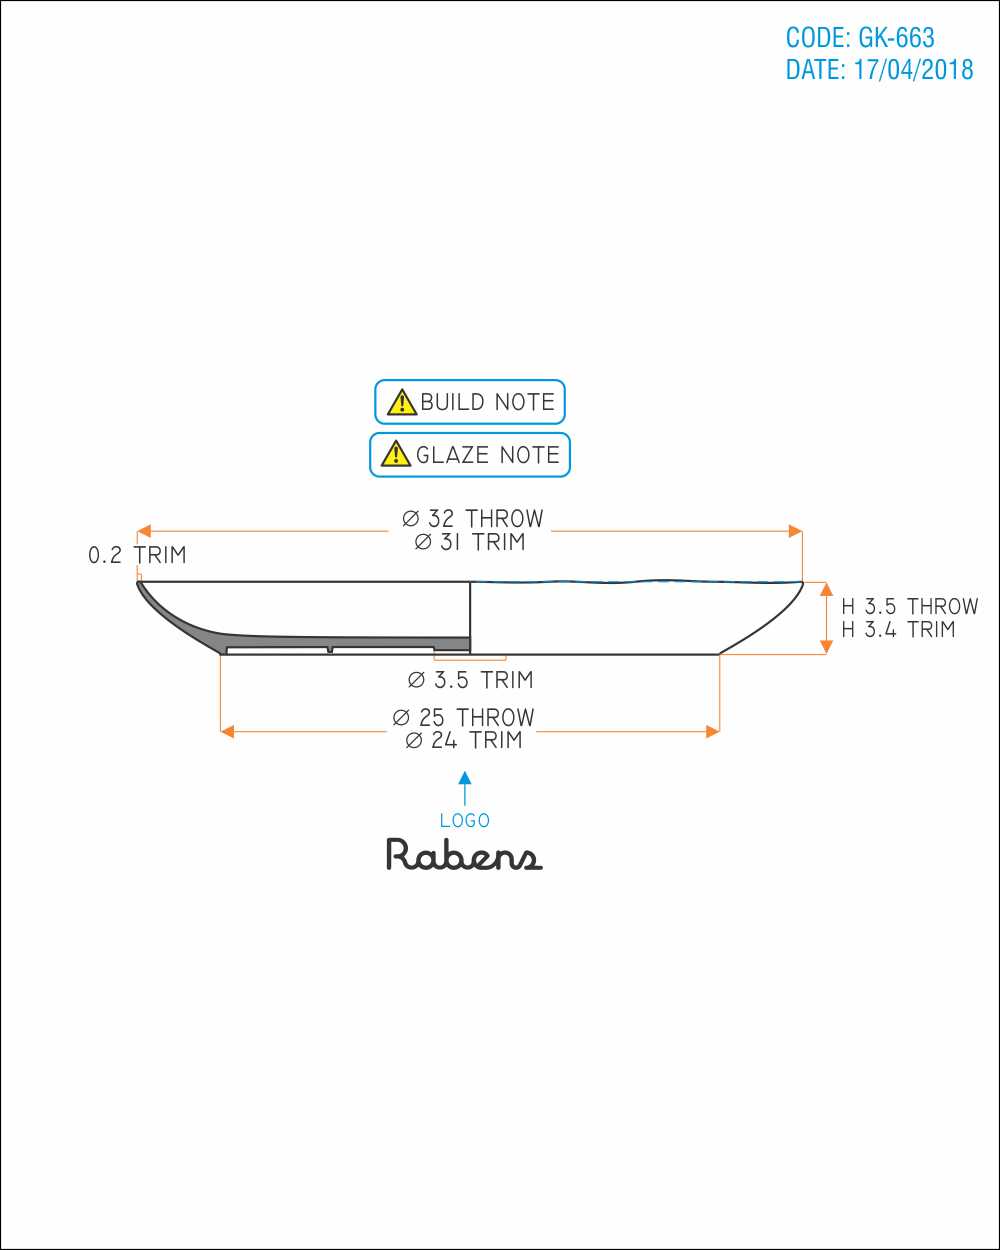 CODE: GK-663
DATE: 17/04/2018
BUILD NOTE
GLAZE NOTE
Ø 32 THROW
Ø 31 TRIM
0.2 TRIM
H 3.5 THROW
H 3.4 TRIM
Ø 3.5 TRIM
Ø 25 THROW
Ø 24 TRIM
LOGO
Rabens